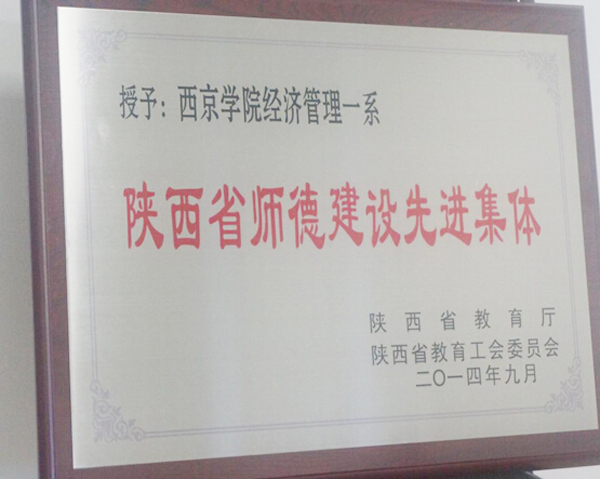 授予：西京学院经济管理一系
陕西省师德建设先进集体
陕西省教育厅
陕西省教育工会委员会
二〇一四年九月